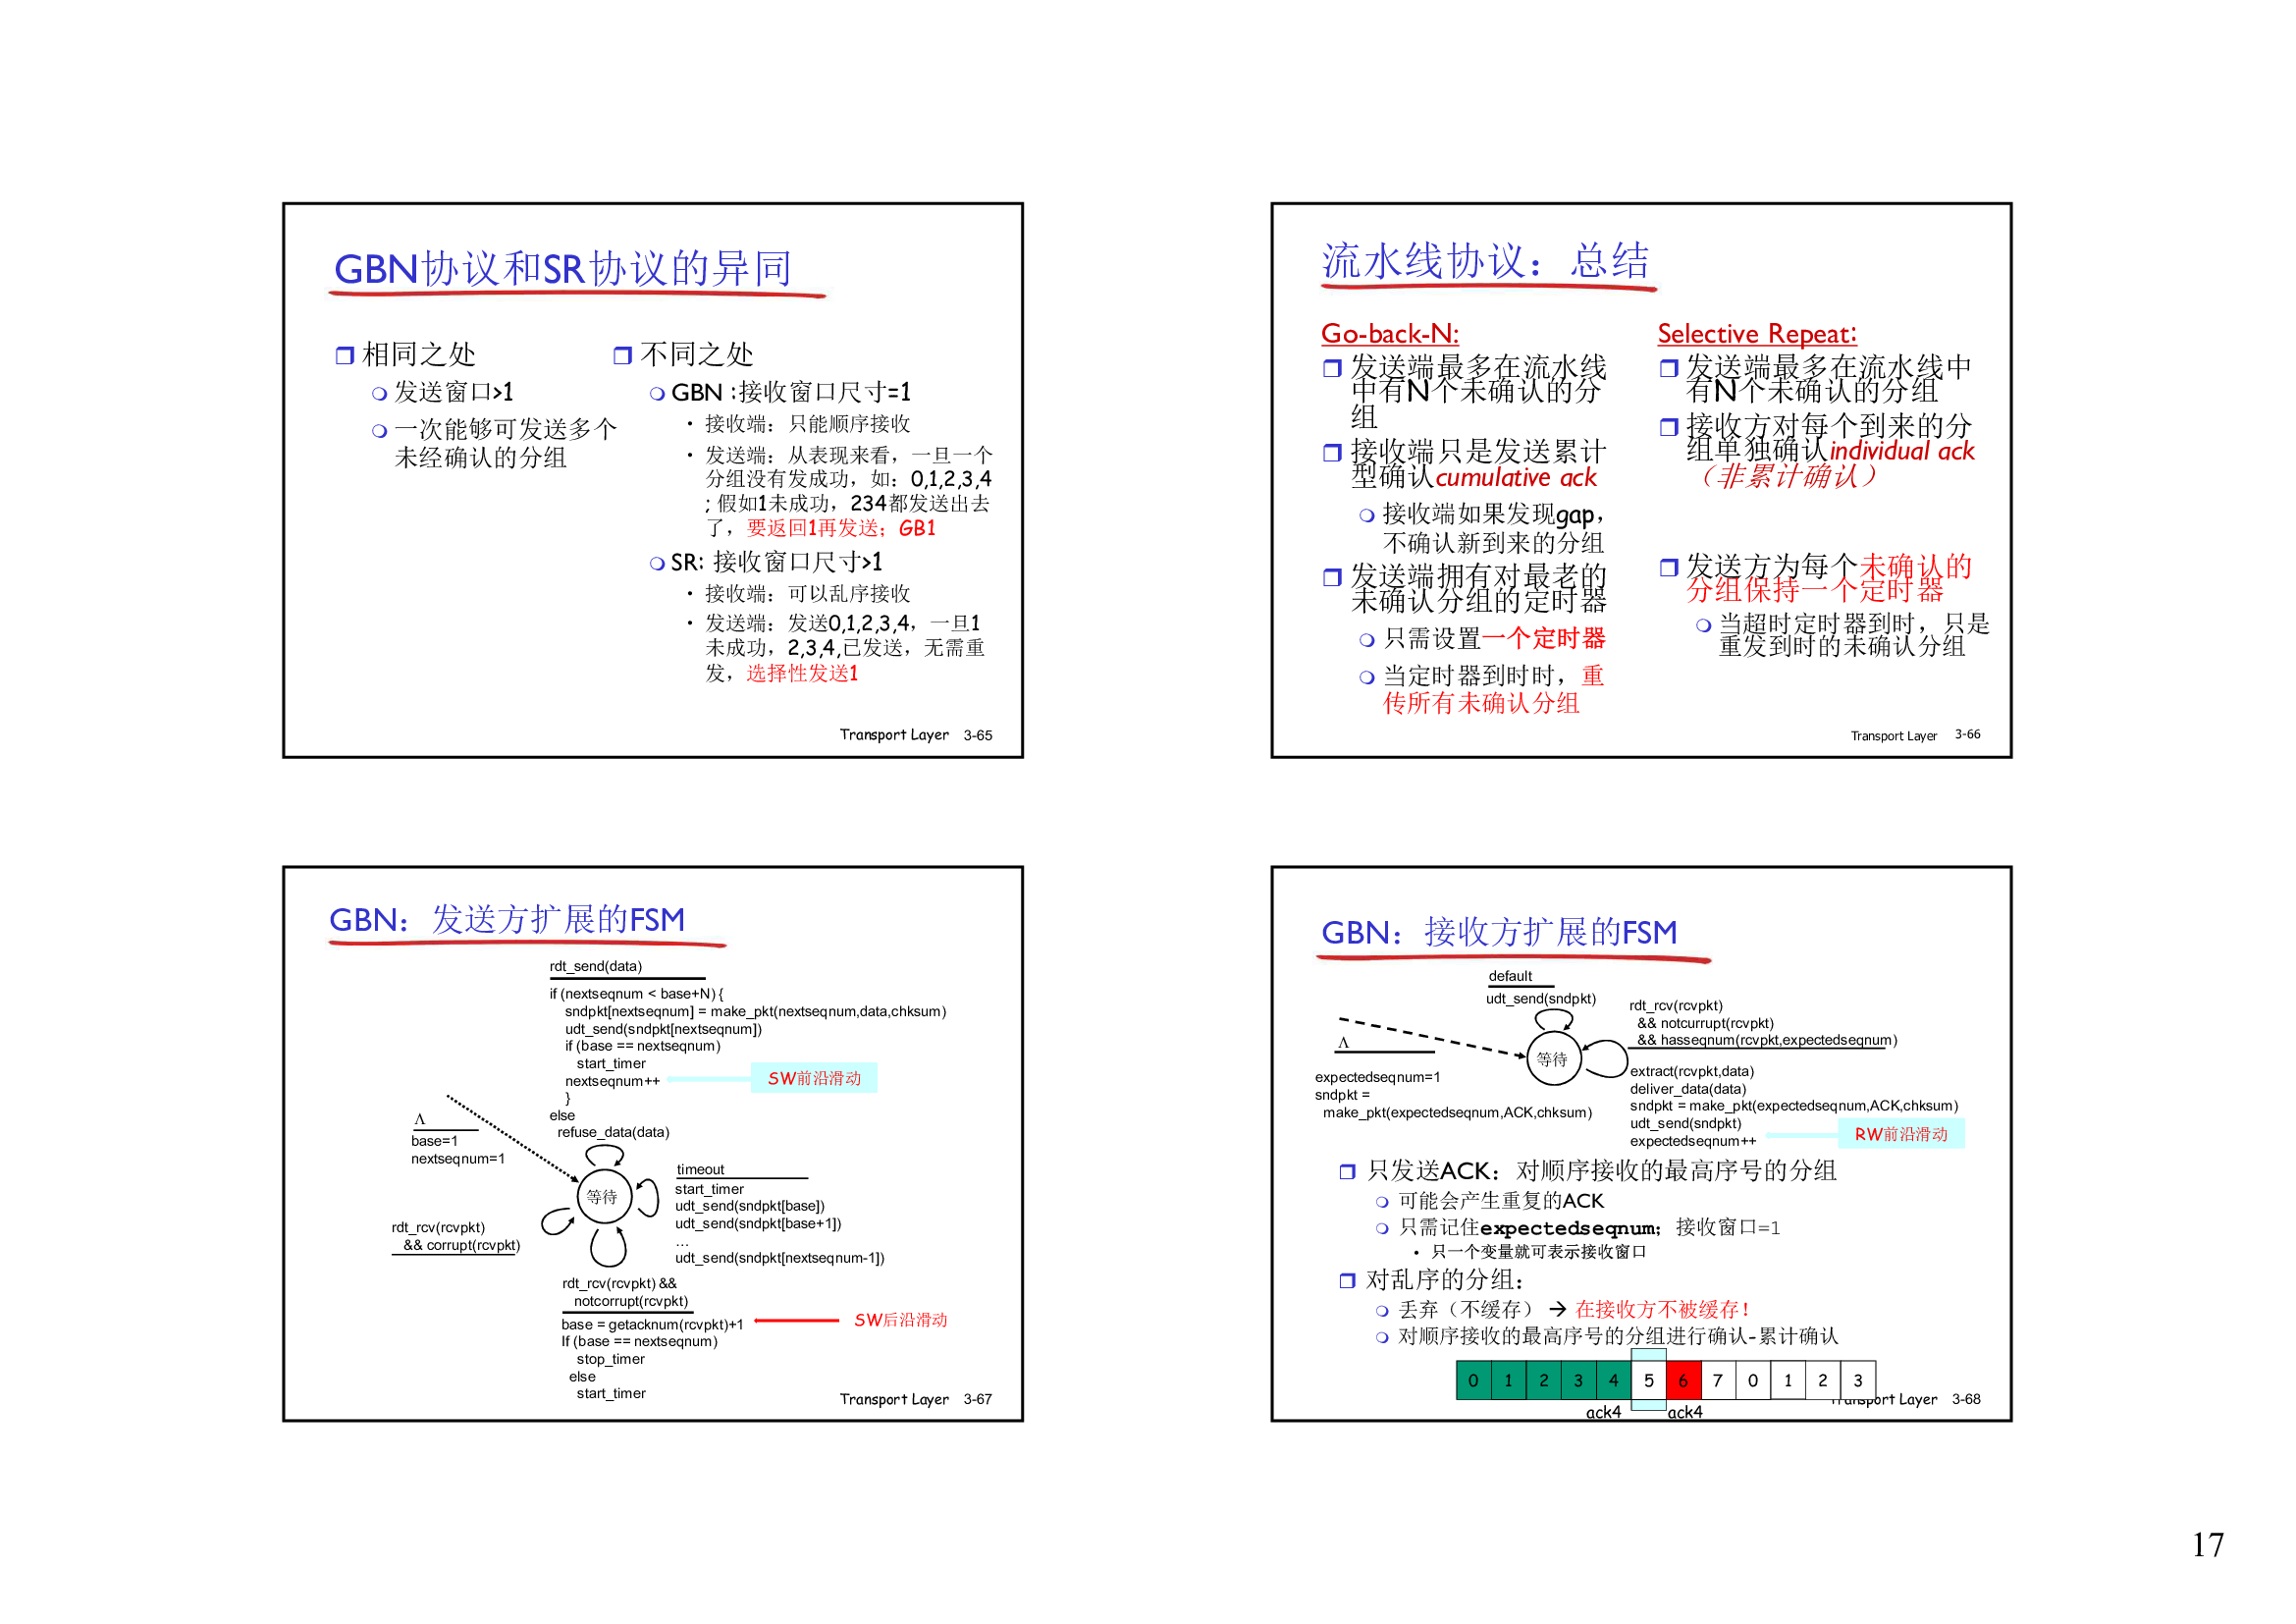 GBN协议和SR协议的异同
相同之处
发送窗口>1
一次能够可发送多个
未经确认的分组
不同之处
GBN :接收窗口尺寸=1
• 接收端：只能顺序接收
• 发送端：从表现来看，一旦一个
分组没有发成功，如：0,1,2,3,4
; 假如1未成功，234都发送出去
了，要返回1再发送；GB1
SR: 接收窗口尺寸>1
• 接收端：可以乱序接收
• 发送端：发送0,1,2,3,4，一旦1
未成功，2,3,4,已发送，无需重
发，选择性发送1
Transport Layer 3-65
流水线协议：总结
Go-back-N:
发送端最多在流水线
中有N个未确认的分
组
接收端只是发送累计
型确认cumulative ack
接收端如果发现gap，
不确认新到来的分组
发送端拥有对最老的
未确认分组的定时器
只需设置一个定时器
当定时器到时时，重
传所有未确认分组
Selective Repeat:
发送端最多在流水线中
有N个未确认的分组
接收方对每个到来的分
组单独确认individual ack
（非累计确认）
发送方为每个未确认的
分组保持一个定时器
当超时定时器到时，只是
重发到时的未确认分组
Transport Layer 3-66
GBN：发送方扩展的FSM
rdt_send(data)
if (nextseqnum < base+N) {
sndpkt[nextseqnum] = make_pkt(nextseqnum,data,chksum)
udt_send(sndpkt[nextseqnum])
if (base == nextseqnum)
start_timer
nextseqnum++
SW前沿滑动
}
else
refuse_data(data)
Λ
base=1
nextseqnum=1
等待
timeout
start_timer
udt_send(sndpkt[base])
udt_send(sndpkt[base+1])
…
udt_send(sndpkt[nextseqnum-1])
rdt_rcv(rcvpkt)
&& corrupt(rcvpkt)
rdt_rcv(rcvpkt) &&
notcorrupt(rcvpkt)
base = getacknum(rcvpkt)+1
SW后沿滑动
If (base == nextseqnum)
stop_timer
else
start_timer
Transport Layer 3-67
GBN：接收方扩展的FSM
default
udt_send(sndpkt)
Λ
expectedseqnum=1
sndpkt =
make_pkt(expectedseqnum,ACK,chksum)
等待
rdt_rcv(rcvpkt)
&& notcurrupt(rcvpkt)
&& hasseqnum(rcvpkt,expectedseqnum)
extract(rcvpkt,data)
deliver_data(data)
sndpkt = make_pkt(expectedseqnum,ACK,chksum)
udt_send(sndpkt)
expectedseqnum++
RW前沿滑动
只发送ACK：对顺序接收的最高序号的分组
可能会产生重复的ACK
只需记住expectedseqnum；接收窗口=1
• 只一个变量就可表示接收窗口
对乱序的分组：
丢弃（不缓存） → 在接收方不被缓存！
对顺序接收的最高序号的分组进行确认-累计确认
0 1 2 3 4 5 6 7 0 1 2 3
ack4 ack4
Transport Layer 3-68
17